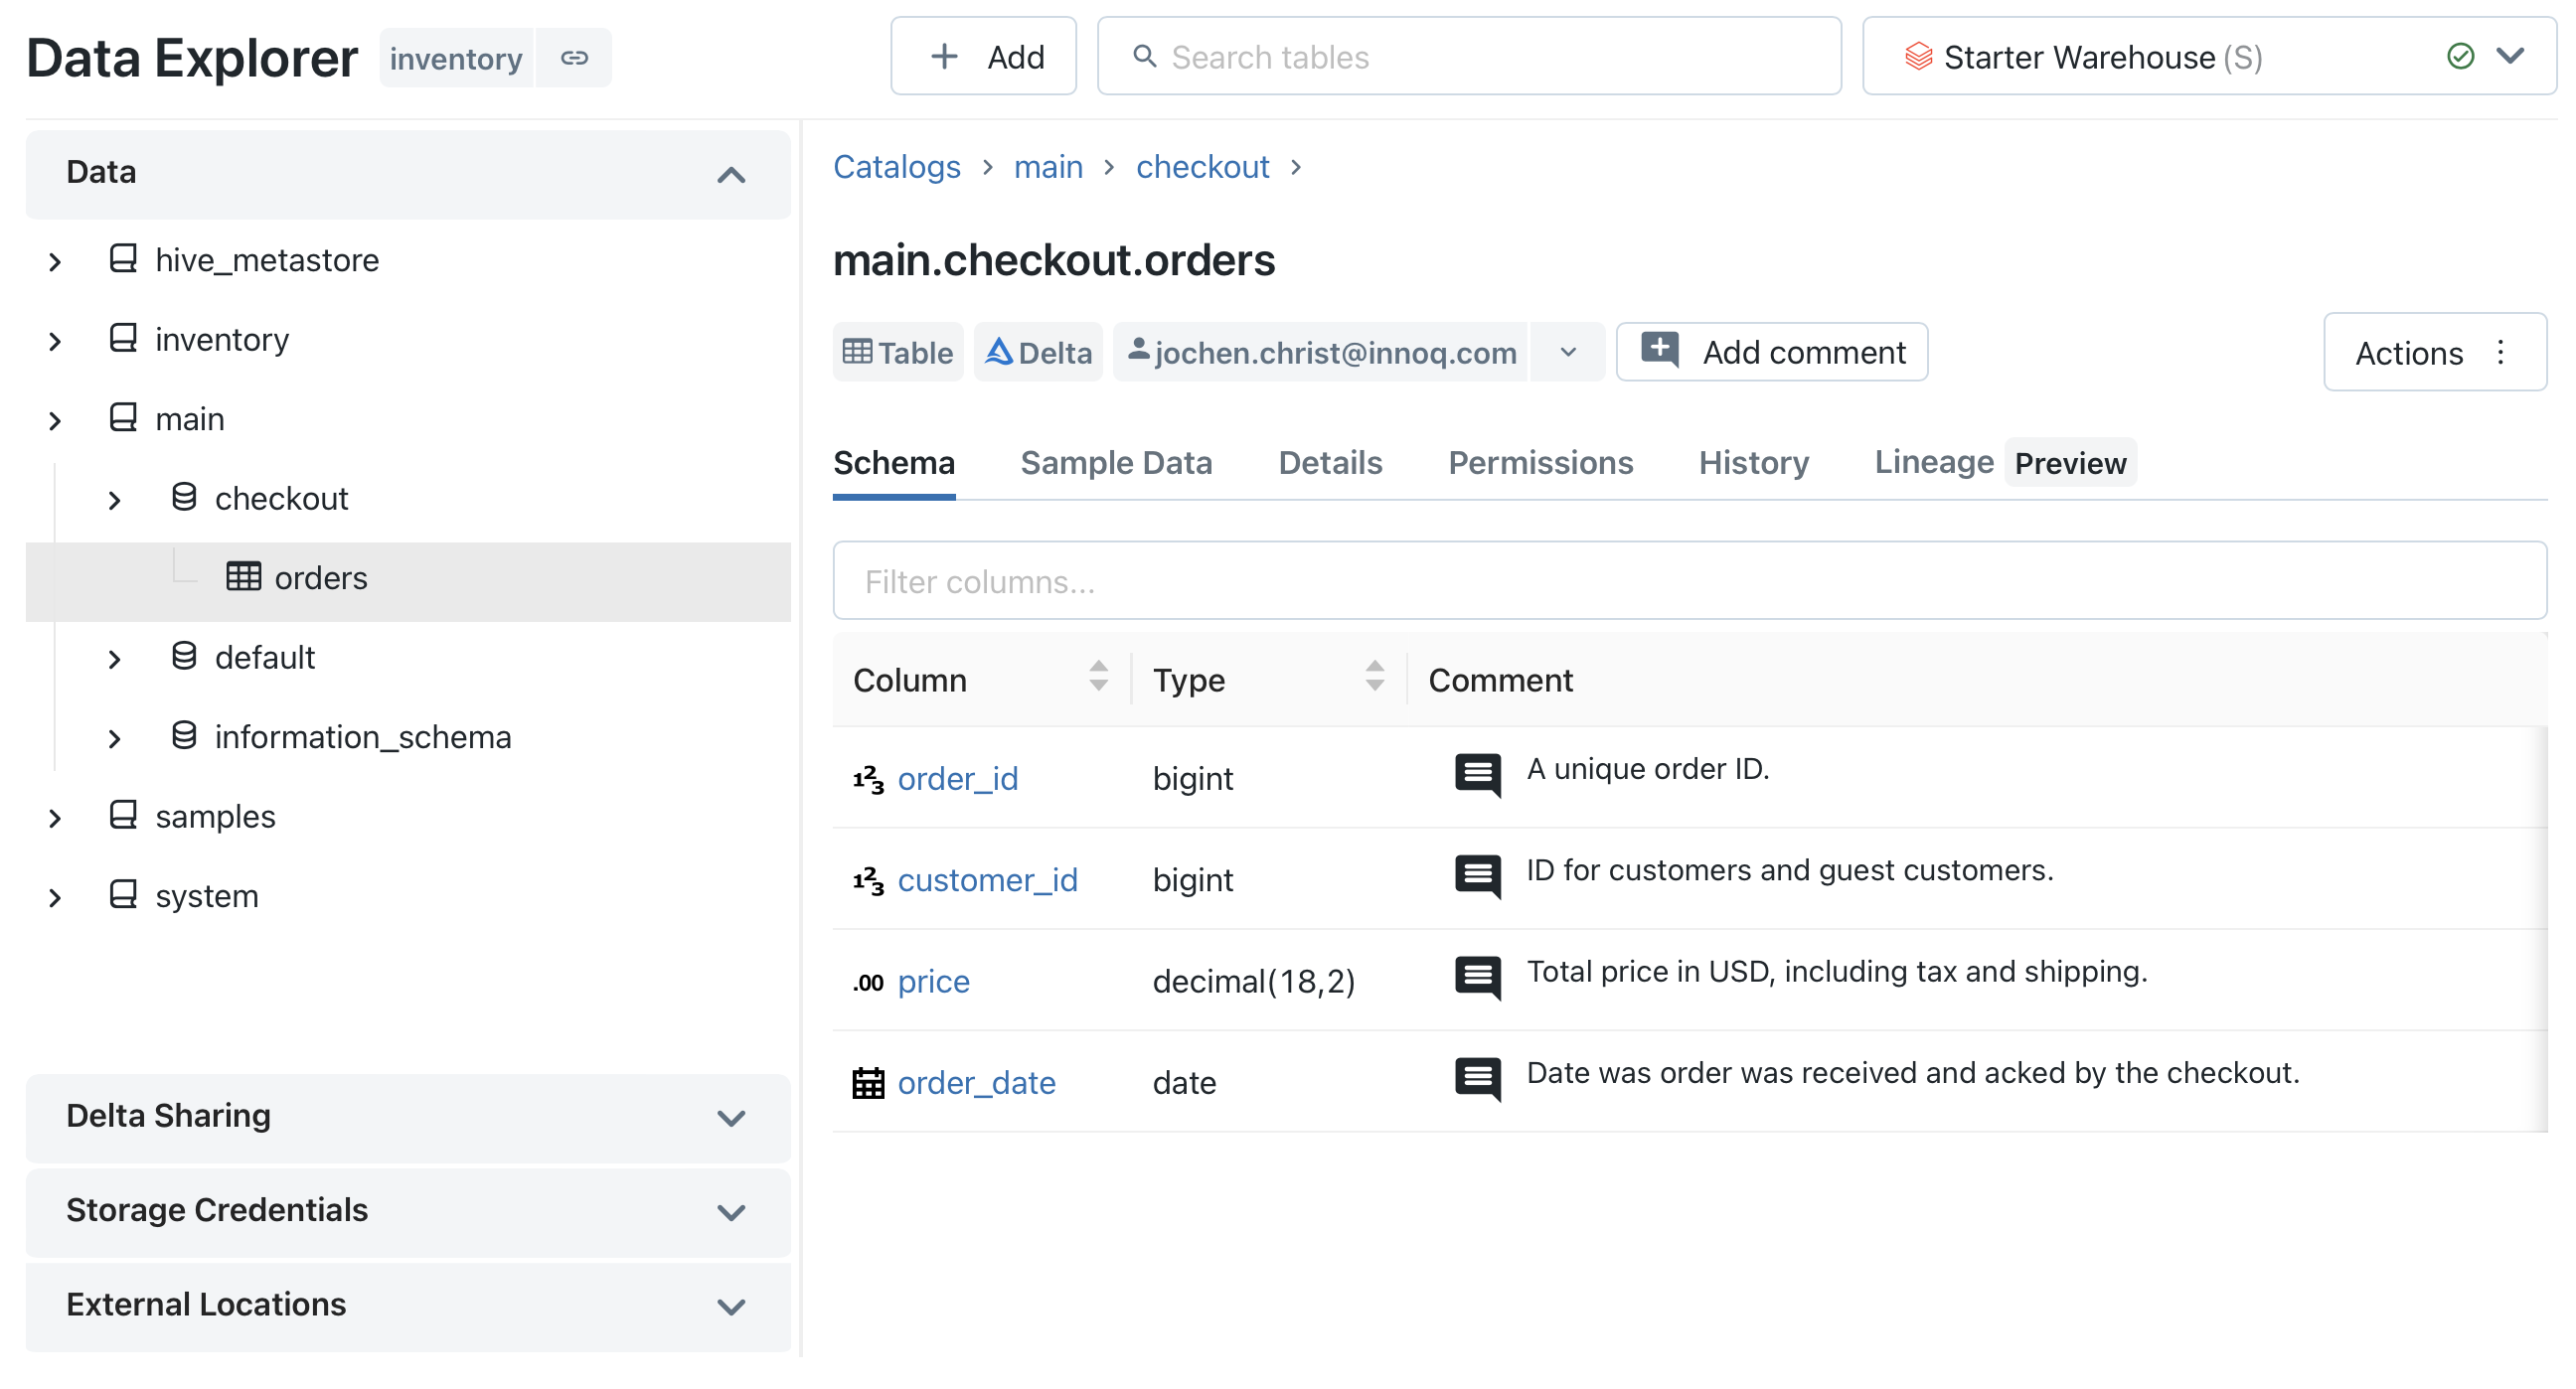 Data Explorer inventory Add Search tables Starter Warehouse (S)
Data
hive_metastore
inventory
main
checkout
orders
default
information_schema
samples
system
Delta Sharing
Storage Credentials
External Locations
Catalogs > main > checkout >
main.checkout.orders
Table Delta jochen.christ@innoq.com Add comment Actions
Schema Sample Data Details Permissions History Lineage Preview
Filter columns...
Column Type Comment
123 order_id bigint A unique order ID.
123 customer_id bigint ID for customers and guest customers.
.00 price decimal(18,2) Total price in USD, including tax and shipping.
order_date date Date was order was received and acked by the checkout.